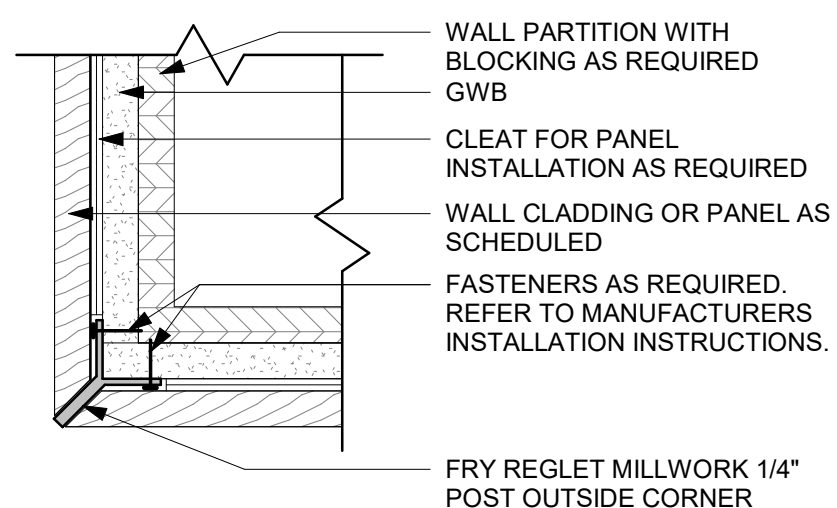 WALL PARTITION WITH
BLOCKING AS REQUIRED
GWB
CLEAT FOR PANEL
INSTALLATION AS REQUIRED
WALL CLADDING OR PANEL AS
SCHEDULED
FASTENERS AS REQUIRED.
REFER TO MANUFACTURERS
INSTALLATION INSTRUCTIONS.
FRY REGLET MILLWORK 1/4"
POST OUTSIDE CORNER